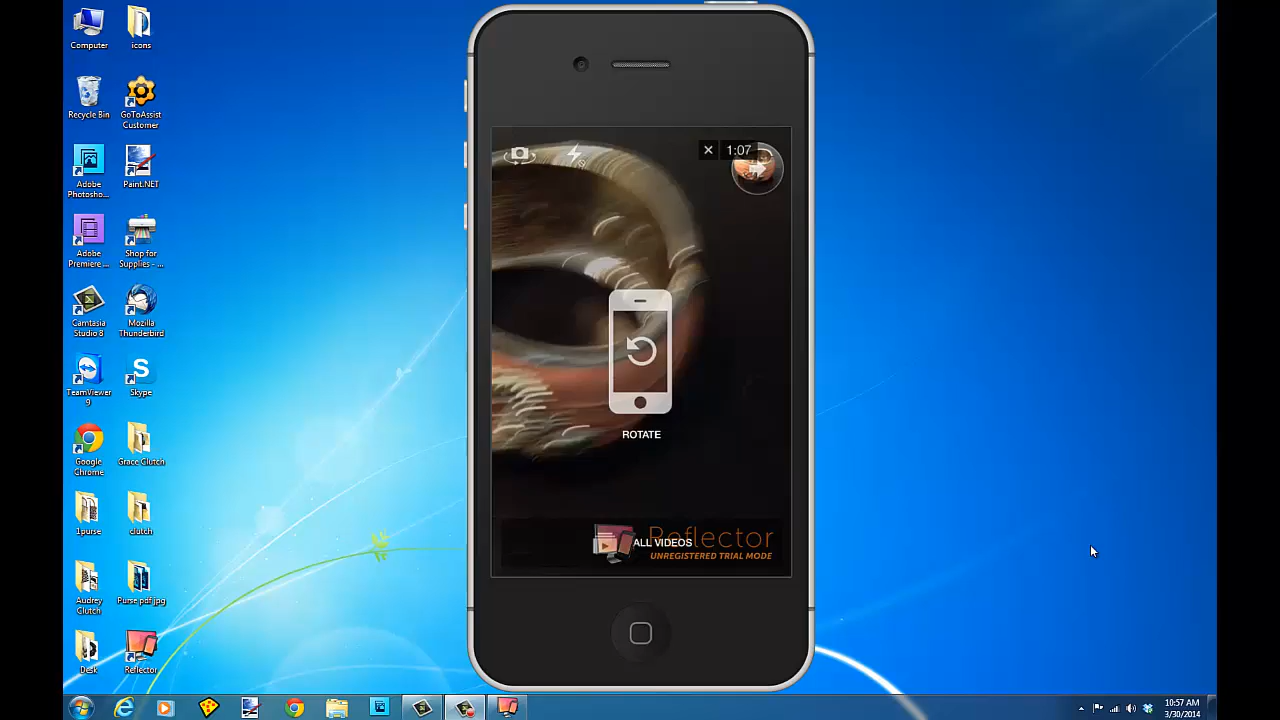 Computer
icons
Recycle Bin
GoToAssist
Customer
Adobe
Photosho...
Paint.NET
Adobe
Premiere ...
Shop for
Supplies - ...
Camtasia
Studio 8
Mozilla
Thunderbird
TeamViewer
9
Skype
Google
Chrome
Grace Clutch
1purse
clutch
Audrey
Clutch
Purse pdf,jpg
Desk
Reflector
1:07
ROTATE
Reflector
ALL VIDEOS
UNREGISTERED TRIAL MODE
10:57 AM
3/30/2014